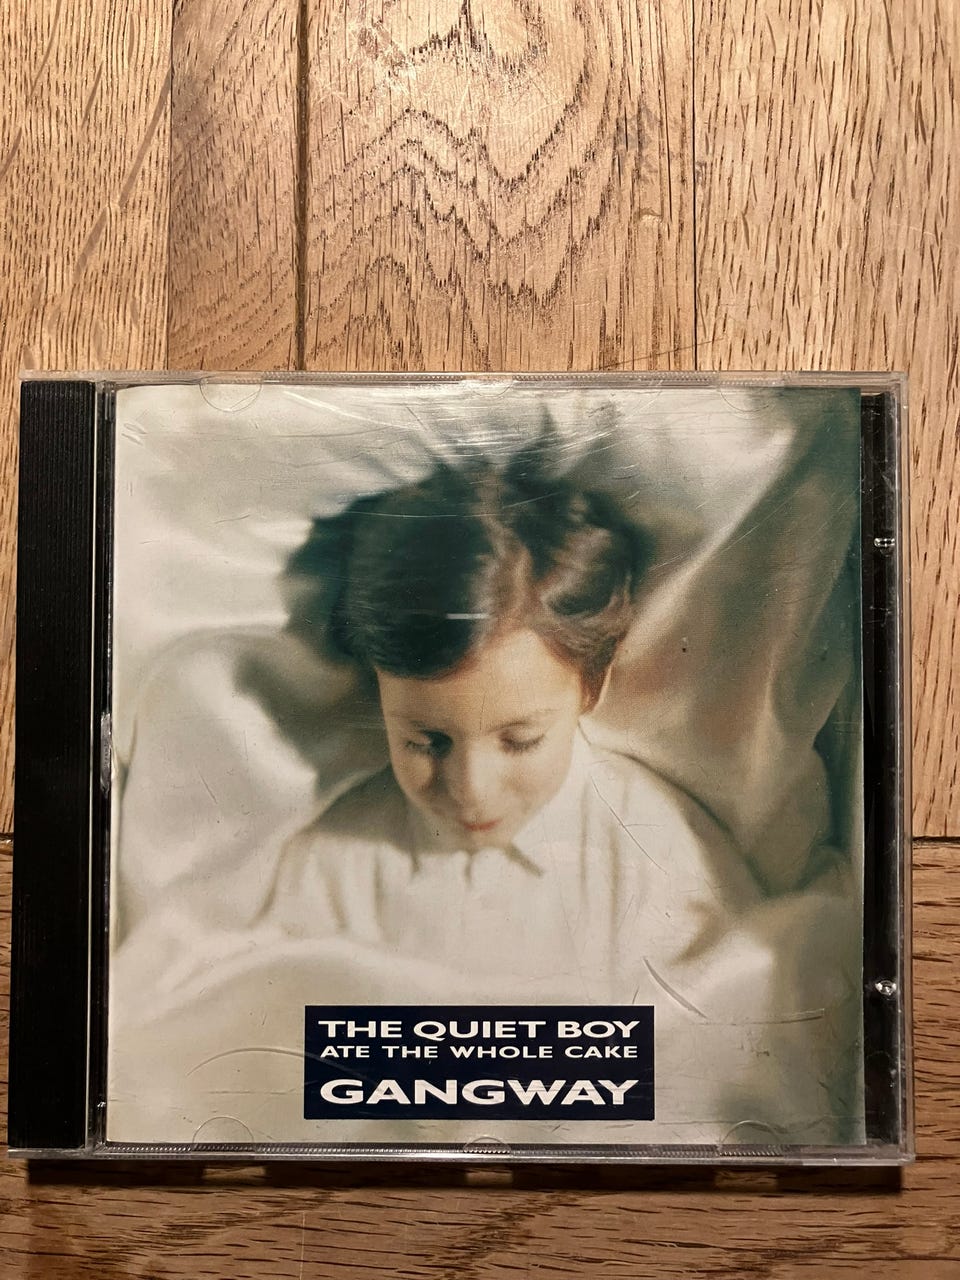 THE QUIET BOY
ATE THE WHOLE CAKE
GANGWAY